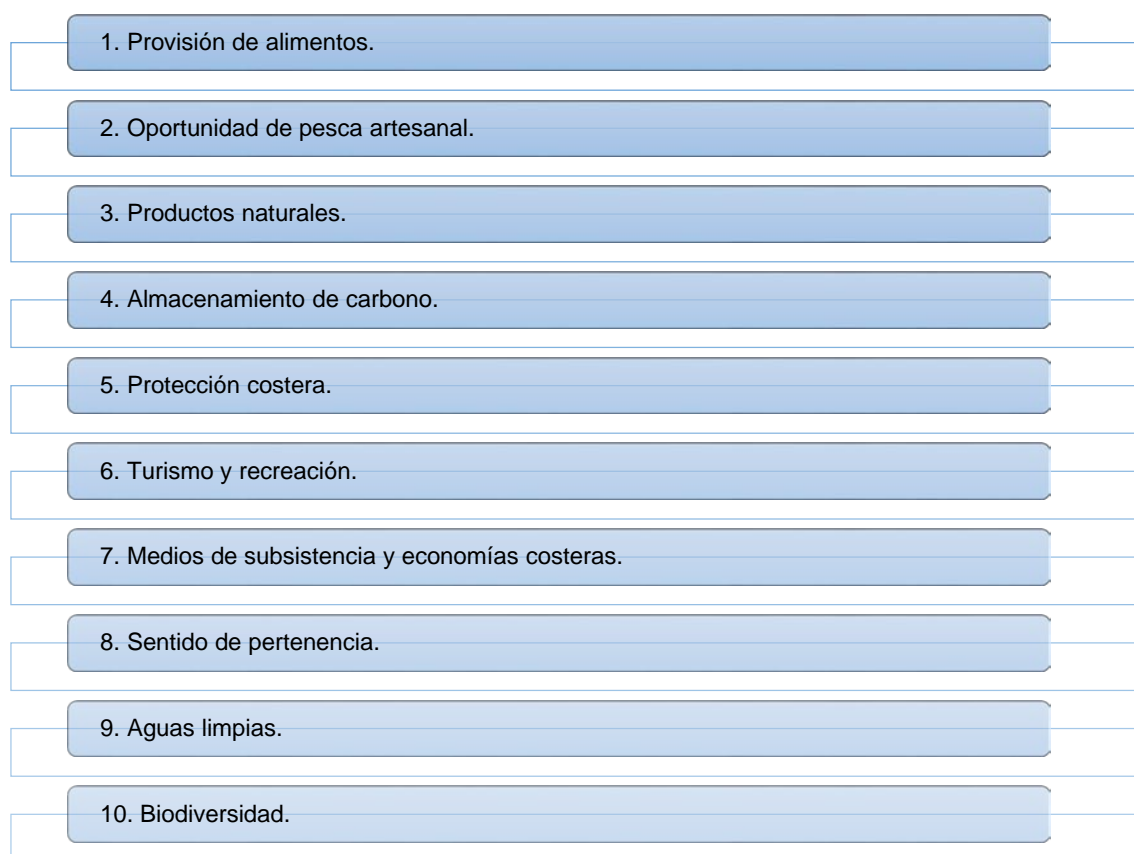 1. Provisión de alimentos.
2. Oportunidad de pesca artesanal.
3. Productos naturales.
4. Almacenamiento de carbono.
5. Protección costera.
6. Turismo y recreación.
7. Medios de subsistencia y economías costeras.
8. Sentido de pertenencia.
9. Aguas limpias.
10. Biodiversidad.